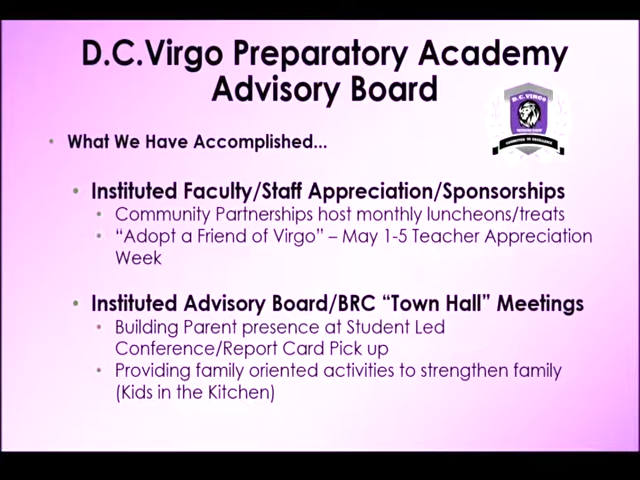 D.C.Virgo Preparatory Academy
Advisory Board
D.C. VIRGO
What We Have Accomplished...
Instituted Faculty/Staff Appreciation/Sponsorships
Community Partnerships host monthly luncheons/treats
“Adopt a Friend of Virgo” – May 1-5 Teacher Appreciation
Week
Instituted Advisory Board/BRC “Town Hall” Meetings
Building Parent presence at Student Led
Conference/Report Card Pick up
Providing family oriented activities to strengthen family
(Kids in the Kitchen)